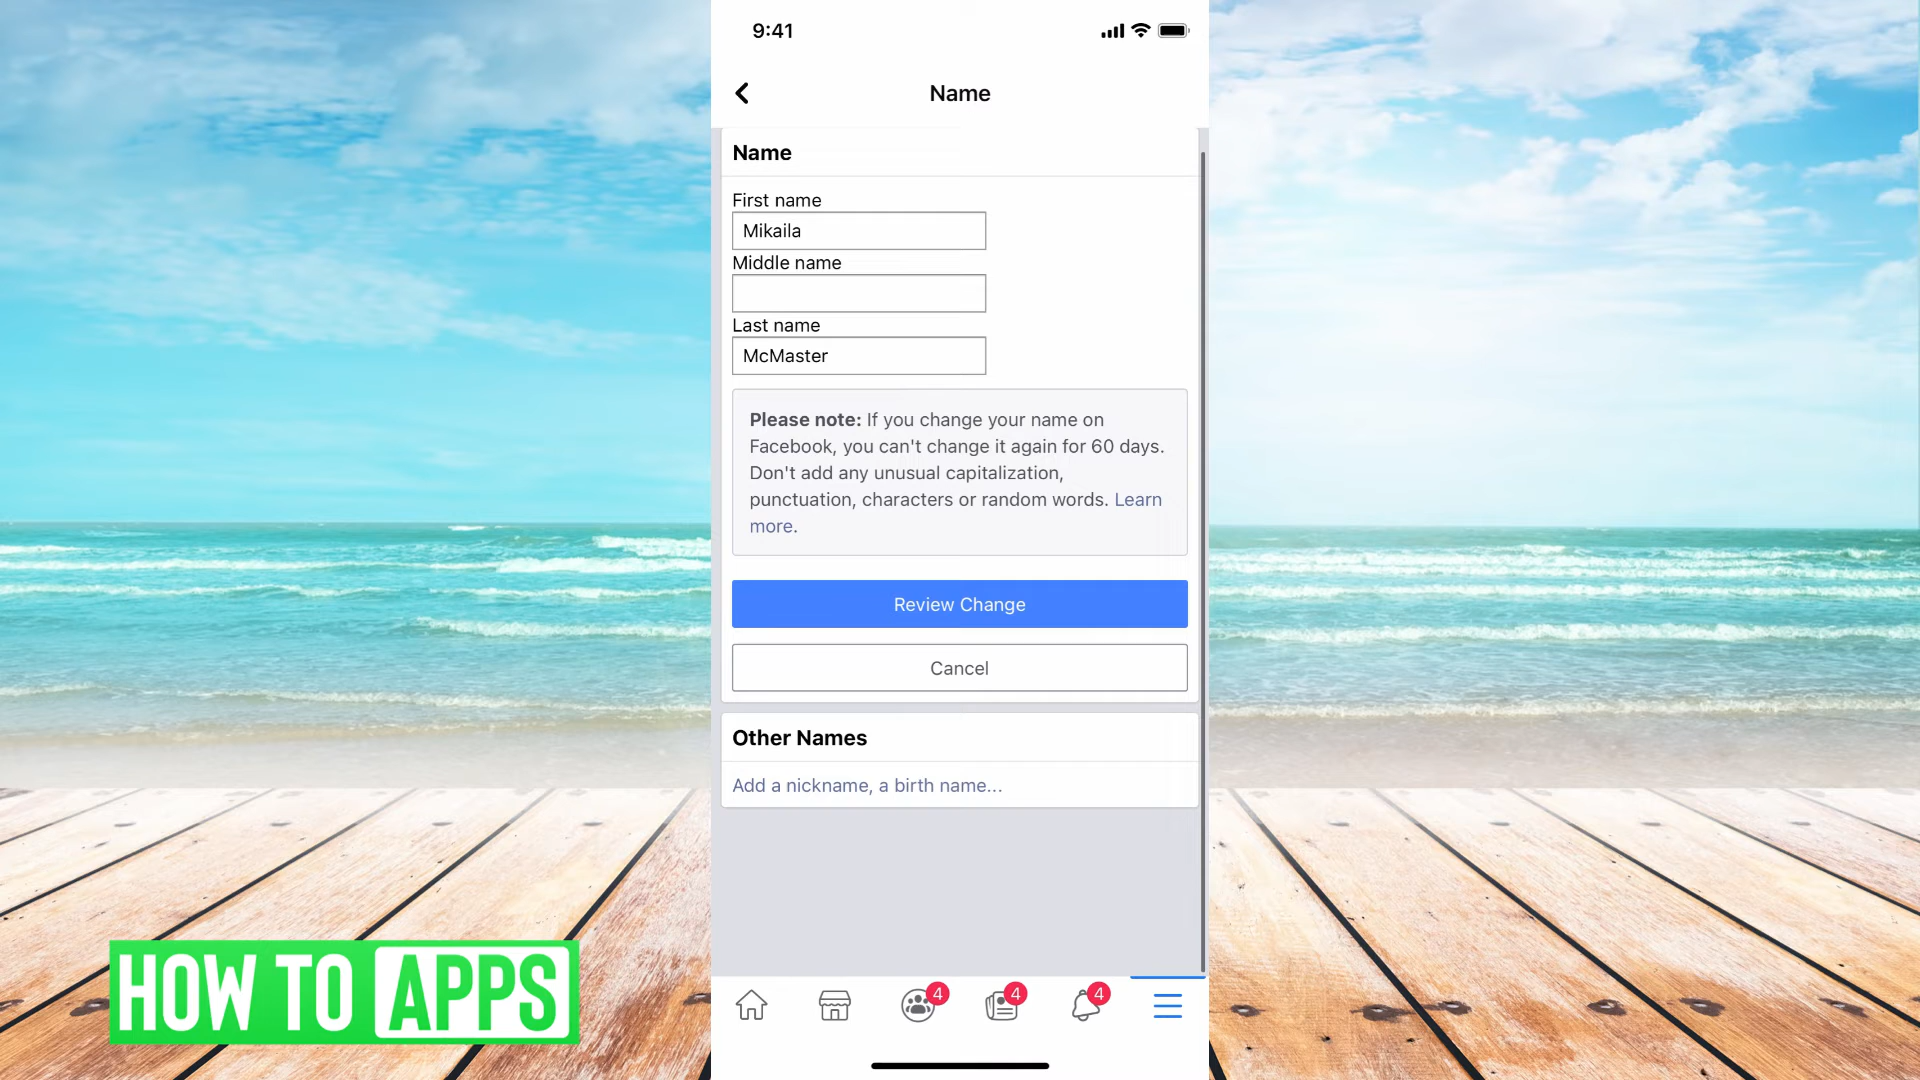 9:41
Name
Name
First name
Mikaila
Middle name
Last name
McMaster
Please note: If you change your name on
Facebook, you can't change it again for 60 days.
Don't add any unusual capitalization,
punctuation, characters or random words. Learn
more.
Review Change
Cancel
Other Names
Add a nickname, a birth name...
4 4 4
HOW TO APPS